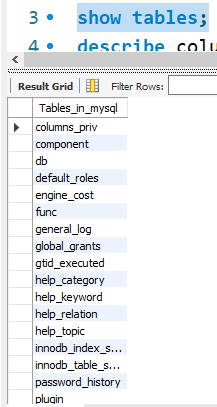 3 show tables;
4 describe colu
Result Grid Filter Rows:
Tables_in_mysql
columns_priv
component
db
default_roles
engine_cost
func
general_log
global_grants
gtid_executed
help_category
help_keyword
help_relation
help_topic
innodb_index_s...
innodb_table_s...
password_history
plugin